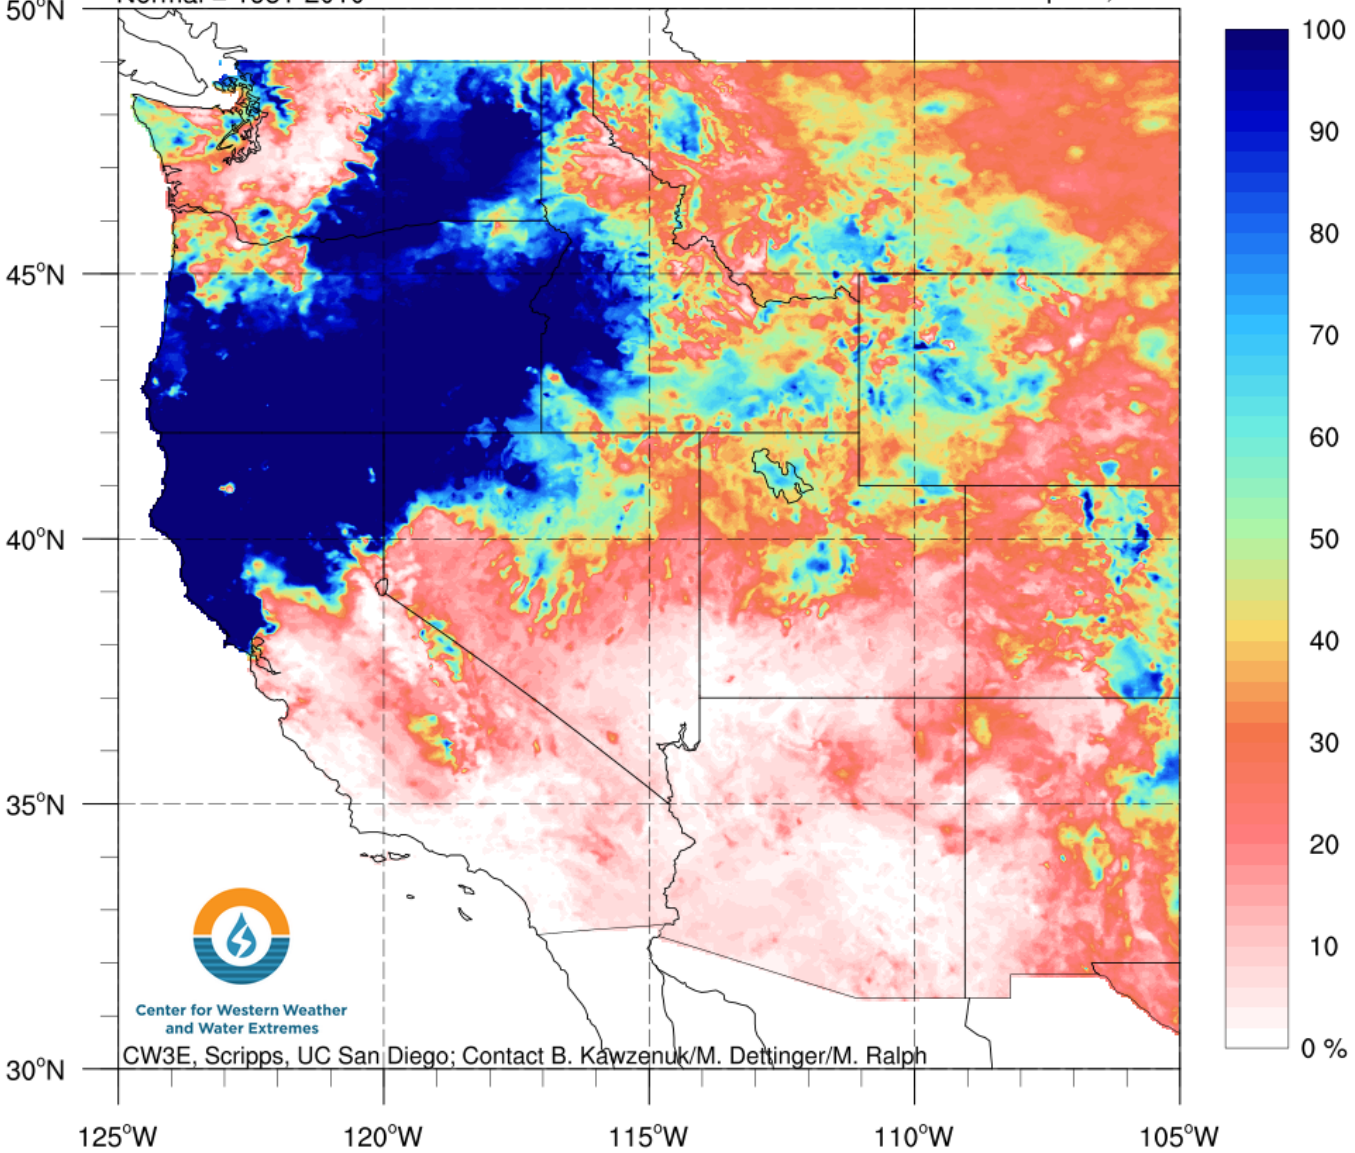 50°N
100
90
80
45°N
70
60
50
40°N
40
30
35°N
20
10
Center for Western Weather
and Water Extremes
CW3E, Scripps, UC San Diego; Contact B. Kawzenuk/M. Dettinger/M. Ralph
0 %
30°N
125°W 120°W 115°W 110°W 105°W